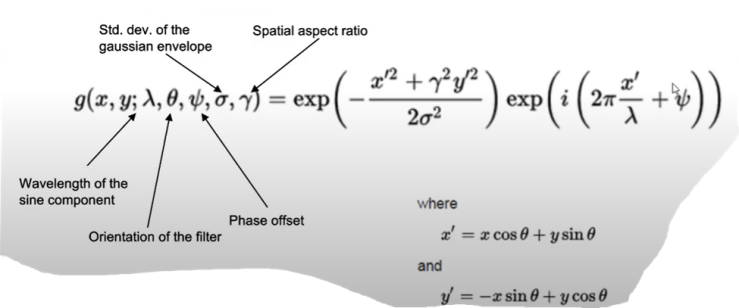 Std. dev. of the
gaussian envelope
Spatial aspect ratio
g(x, y; λ, θ, ψ, σ, γ) = exp(−(x′² + γ²y′²)/(2σ²)) exp(i(2π x′/λ + ψ))
Wavelength of the
sine component
Phase offset
Orientation of the filter
where
x′ = x cos θ + y sin θ
and
y′ = −x sin θ + y cos θ